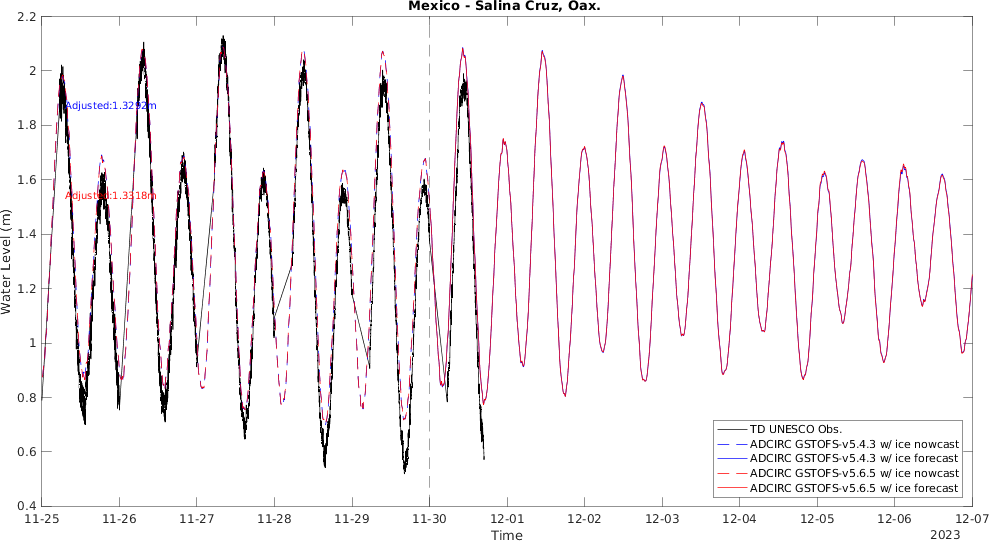 Mexico - Salina Cruz, Oax.
2.2
2
1.8
1.6
1.4
1.2
1
0.8
0.6
0.4
Water Level (m)
Adjusted:1.3292m
Adjusted:1.3318m
TD UNESCO Obs.
ADCIRC GSTOFS-v5.4.3 w/ ice nowcast
ADCIRC GSTOFS-v5.4.3 w/ ice forecast
ADCIRC GSTOFS-v5.6.5 w/ ice nowcast
ADCIRC GSTOFS-v5.6.5 w/ ice forecast
11-25 11-26 11-27 11-28 11-29 11-30 12-01 12-02 12-03 12-04 12-05 12-06 12-07
Time
2023